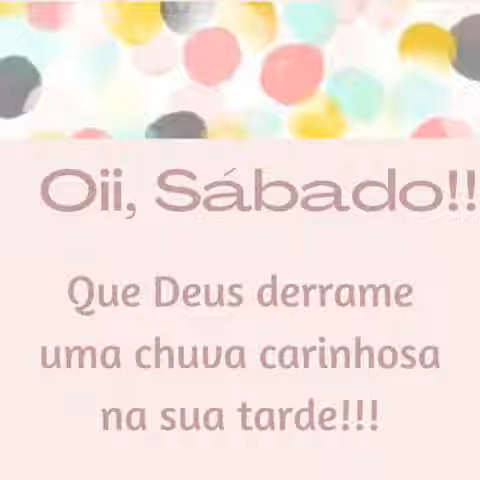 Oii, Sábado!!
Que Deus derrame
uma chuva carinhosa
na sua tarde!!!